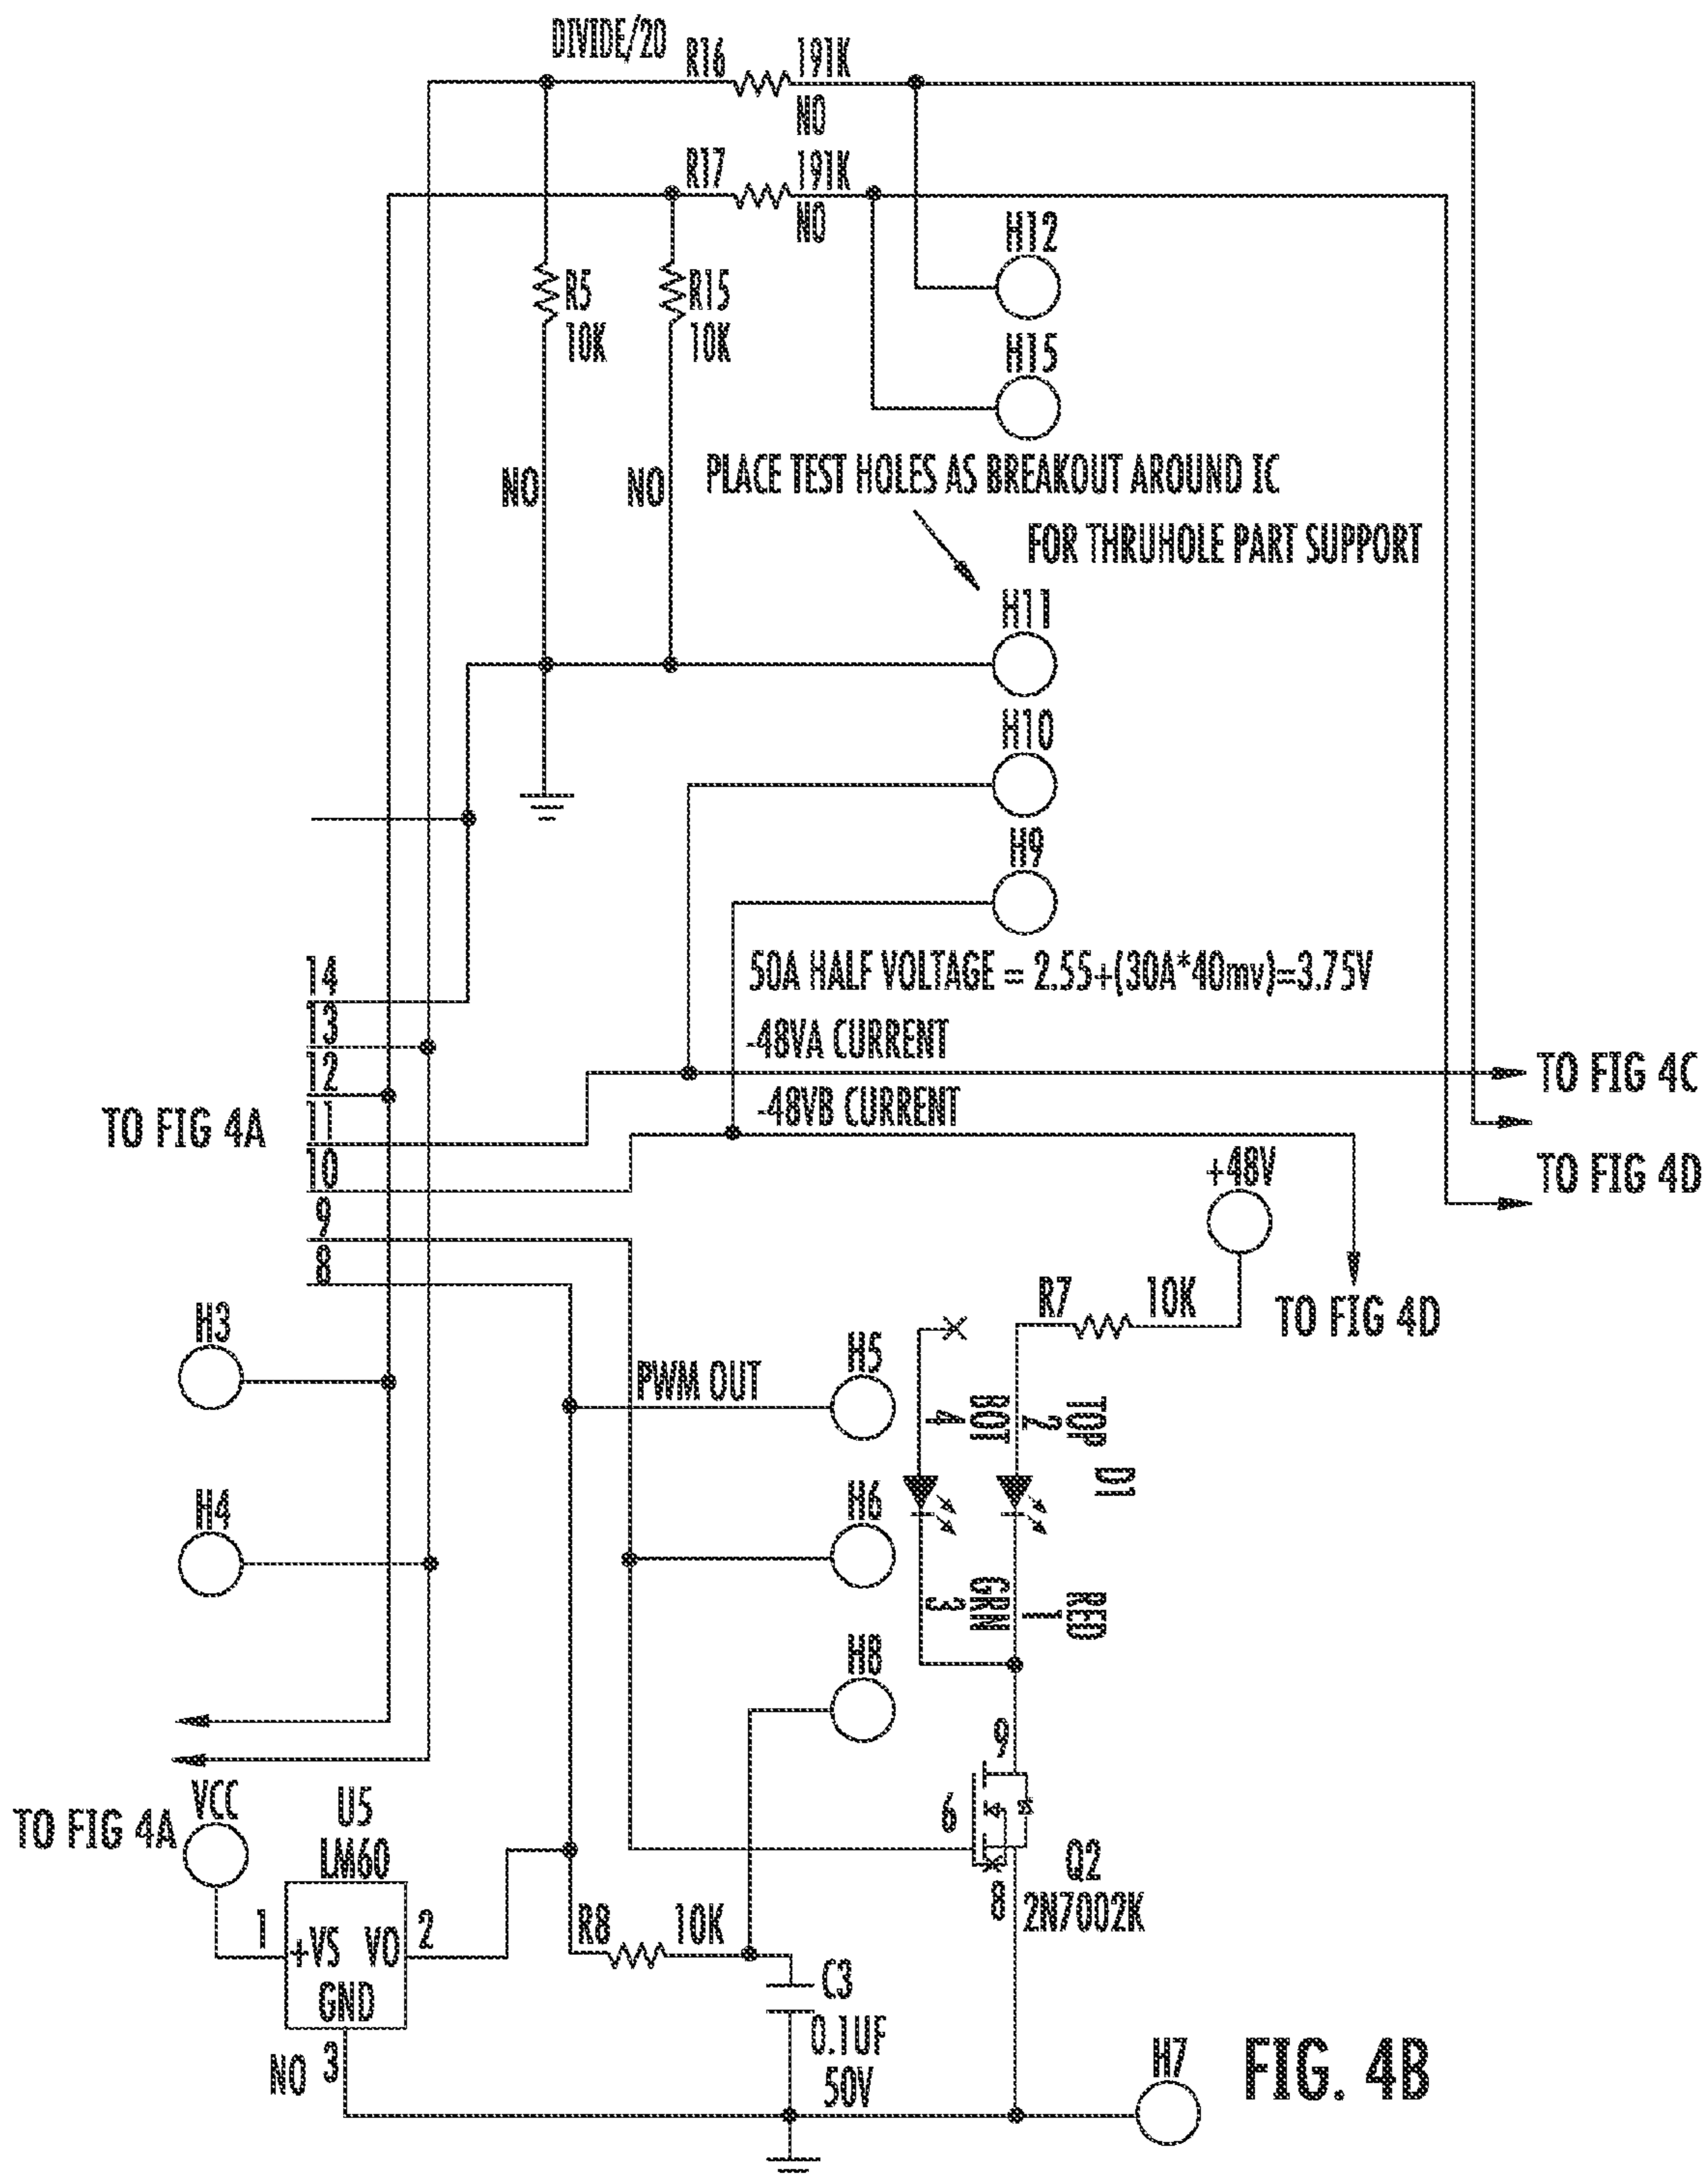 DIVIDE/20
R16
191K
NO
R17
191K
NO
H12
R5
10K
R15
10K
H15
NO
NO
PLACE TEST HOLES AS BREAKOUT AROUND IC
FOR THRUHOLE PART SUPPORT
H11
H10
H9
50A HALF VOLTAGE = 2.55+(30A*40mv)=3.75V
-48VA CURRENT
-48VB CURRENT
14
13
12
11
10
9
8
TO FIG 4A
TO FIG 4C
TO FIG 4D
+48V
R7
10K
TO FIG 4D
H3
PWM OUT
H5
4
BOT
2
TOP
D1
H4
H6
3
GRN
1
RED
H8
9
6
8
Q2
2N7002K
TO FIG 4A
VCC
U5
LM60
1
+VS
VO
2
GND
NO
3
R8
10K
C3
0.1UF
50V
H7
FIG. 4B